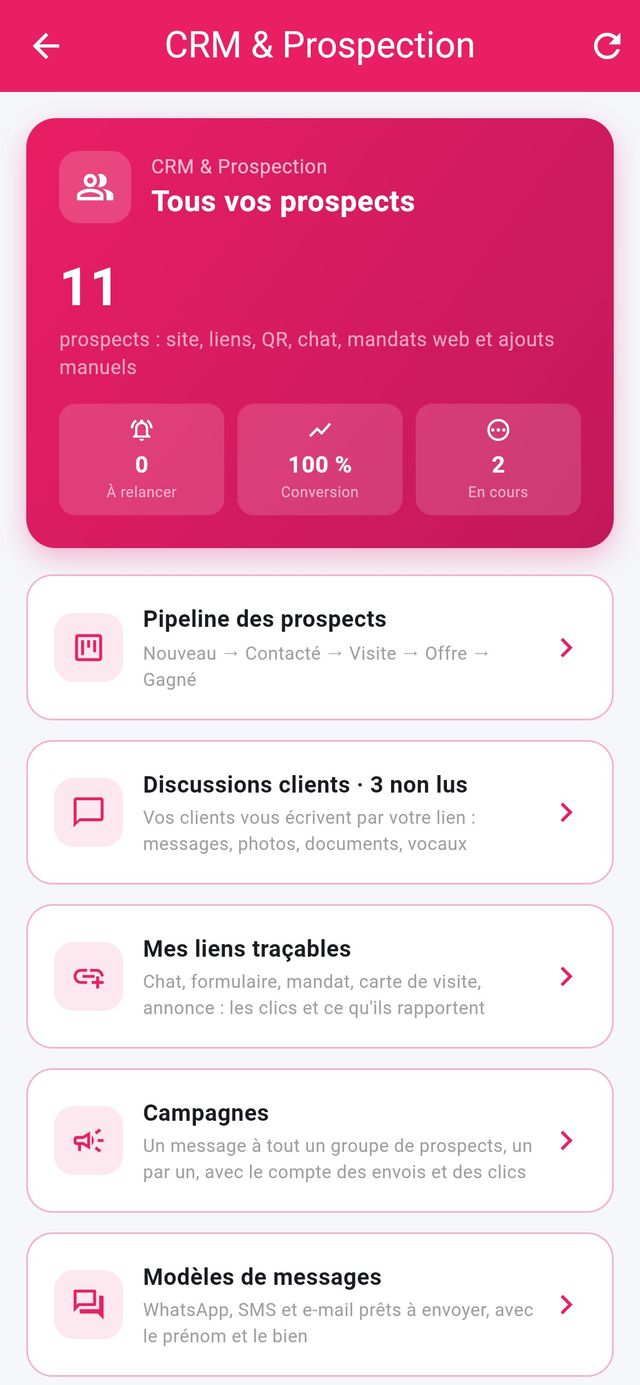 CRM & Prospection
CRM & Prospection
Tous vos prospects
11
prospects : site, liens, QR, chat, mandats web et ajouts
manuels
0
À relancer
100 %
Conversion
2
En cours
Pipeline des prospects
Nouveau → Contacté → Visite → Offre →
Gagné
Discussions clients · 3 non lus
Vos clients vous écrivent par votre lien :
messages, photos, documents, vocaux
Mes liens traçables
Chat, formulaire, mandat, carte de visite,
annonce : les clics et ce qu'ils rapportent
Campagnes
Un message à tout un groupe de prospects, un
par un, avec le compte des envois et des clics
Modèles de messages
WhatsApp, SMS et e-mail prêts à envoyer, avec
le prénom et le bien